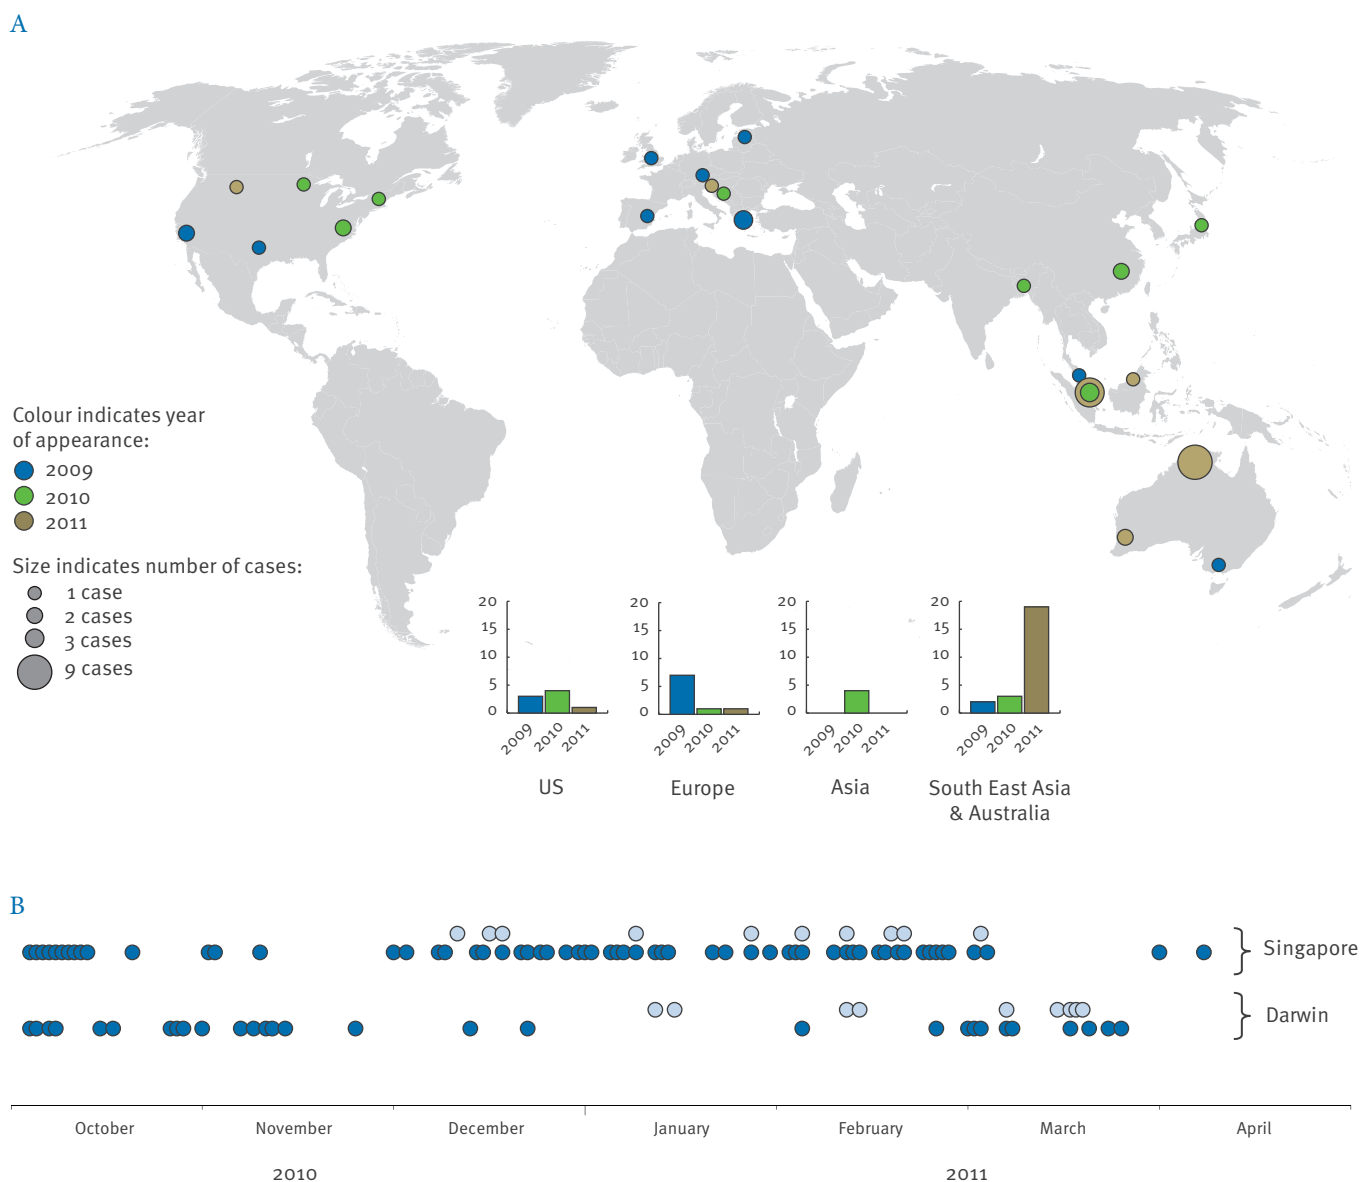 A
Colour indicates year
of appearance:
2009
2010
2011
Size indicates number of cases:
1 case
2 cases
3 cases
9 cases
20
15
10
5
0
2009
2010
2011
US
20
15
10
5
0
2009
2010
2011
Europe
20
15
10
5
0
2009
2010
2011
Asia
20
15
10
5
0
2009
2010
2011
South East Asia
& Australia
B
Singapore
Darwin
October November December January February March April
2010 2011